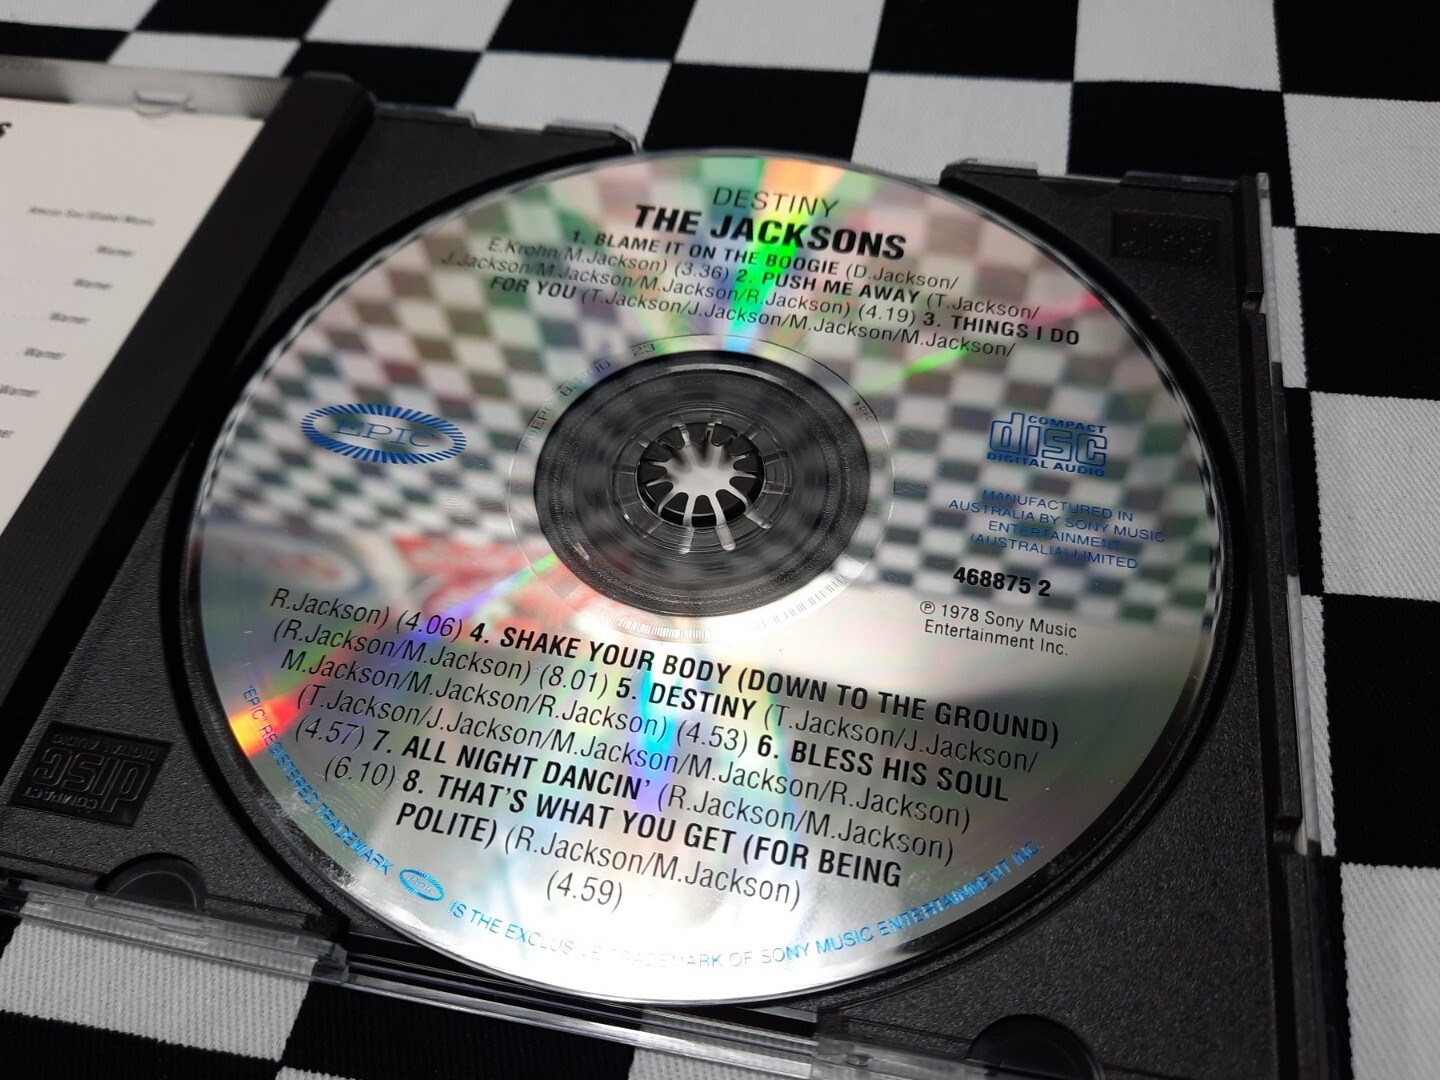 DESTINY
THE JACKSONS
1. BLAME IT ON THE BOOGIE (D.Jackson/
E.Krohn/M.Jackson) (3.36) 2. PUSH ME AWAY (T.Jackson/
J.Jackson/M.Jackson/M.Jackson/R.Jackson) (4.19) 3. THINGS I DO
FOR YOU (T.Jackson/J.Jackson/M.Jackson/M.Jackson/
EPIC
COMPACT
disc
DIGITAL AUDIO
MANUFACTURED IN
AUSTRALIA BY SONY MUSIC
ENTERTAINMENT
(AUSTRALIA) LIMITED
468875 2
℗ 1978 Sony Music
Entertainment Inc.
R.Jackson) (4.06) 4. SHAKE YOUR BODY (DOWN TO THE GROUND)
(R.Jackson/M.Jackson) (8.01) 5. DESTINY (T.Jackson/J.Jackson/
M.Jackson/M.Jackson/R.Jackson) (4.53) 6. BLESS HIS SOUL
(T.Jackson/J.Jackson/M.Jackson/M.Jackson/R.Jackson)
(4.57) 7. ALL NIGHT DANCIN' (R.Jackson/M.Jackson)
(6.10) 8. THAT'S WHAT YOU GET (FOR BEING
POLITE) (R.Jackson/M.Jackson)
(4.59)
'EPIC' REGISTERED TRADEMARK EPIC IS THE EXCLUSIVE TRADEMARK OF SONY MUSIC ENTERTAINMENT INC.
Warner
Warner
Warner
Warner
Warner
COMPACT
disc
DIGITAL AUDIO